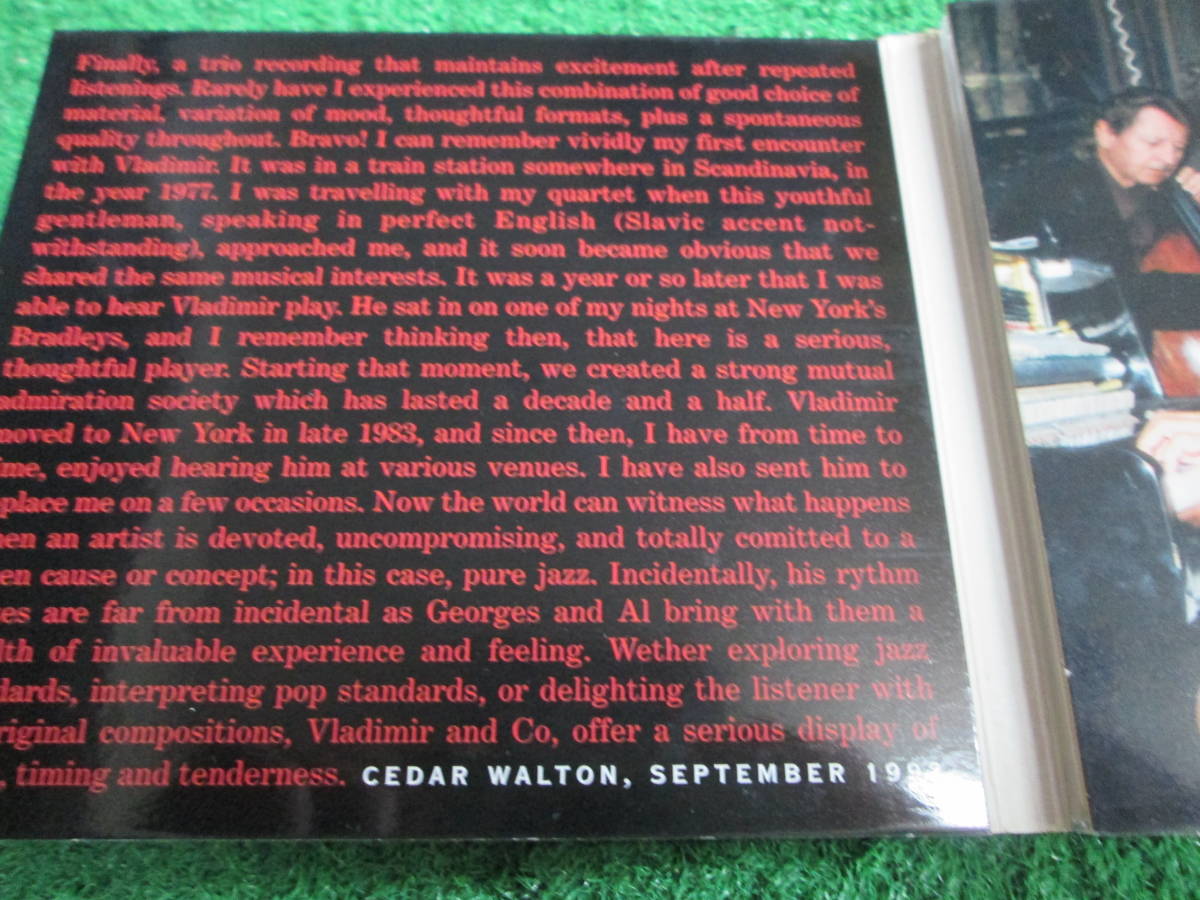 Finally, a trio recording that maintains excitement after repeated
listenings. Rarely have I experienced this combination of good choice of
material, variation of mood, thoughtful formats, plus a spontaneous
quality throughout. Bravo! I can remember vividly my first encounter
with Vladimir. It was in a train station somewhere in Scandinavia, in
the year 1977. I was travelling with my quartet when this youthful
gentleman, speaking in perfect English (Slavic accent not-
withstanding), approached me, and it soon became obvious that we
shared the same musical interests. It was a year or so later that I was
able to hear Vladimir play. He sat in on one of my nights at New York's
Bradleys, and I remember thinking then, that here is a serious,
thoughtful player. Starting that moment, we created a strong mutual
admiration society which has lasted a decade and a half. Vladimir
moved to New York in late 1983, and since then, I have from time to
ime, enjoyed hearing him at various venues. I have also sent him to
place me on a few occasions. Now the world can witness what happens
hen an artist is devoted, uncompromising, and totally comitted to a
en cause or concept; in this case, pure jazz. Incidentally, his rythm
es are far from incidental as Georges and Al bring with them a
lth of invaluable experience and feeling. Wether exploring jazz
dards, interpreting pop standards, or delighting the listener with
riginal compositions, Vladimir and Co, offer a serious display of
, timing and tenderness. CEDAR WALTON, SEPTEMBER